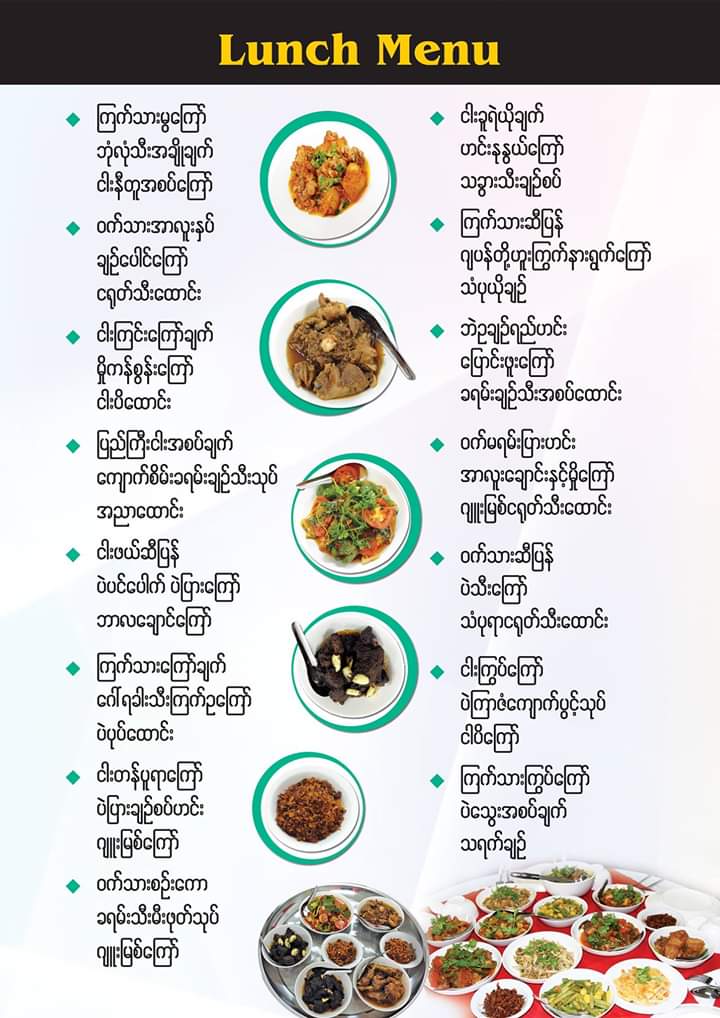 Lunch Menu
ကြက်သားမွကြော်
ဘုံလုံသီးအချိုချက်
ငါးနီတူအစပ်ကြော်
ဝက်သားအာလူးနှပ်
ချဉ်ပေါင်ကြော်
ငရုတ်သီးထောင်း
ငါးကြင်းကြော်ချက်
မှိုကန်စွန်းကြော်
ငါးပိထောင်း
ပြည်ကြီးငါးအစပ်ချက်
ကျောက်စိမ်းခရမ်းချဉ်သီးသုပ်
အညာထောင်း
ငါးဖယ်ဆီပြန်
ပဲပင်ပေါက် ပဲပြားကြော်
ဘာလချောင်ကြော်
ကြက်သားကြော်ချက်
ဂေါ်ရခါးသီးကြက်ဥကြော်
ပဲပုပ်ထောင်း
ငါးတန်ပူရာကြော်
ပဲပြားချဉ်စပ်ဟင်း
ဂျူးမြစ်ကြော်
ဝက်သားစဉ်းကော
ခရမ်းသီးမီးဖုတ်သုပ်
ဂျူးမြစ်ကြော်
ငါးခူရဲယိုချက်
ဟင်းနုနွယ်ကြော်
သခွားသီးချဉ်စပ်
ကြက်သားဆီပြန်
ဂျပန်တို့ဟူးကြွက်နားရွက်ကြော်
သံပုယိုချဉ်
ဘဲဥချဉ်ရည်ဟင်း
ပြောင်းဖူးကြော်
ခရမ်းချဉ်သီးအစပ်ထောင်း
ဝက်မရမ်းပြားဟင်း
အာလူးချောင်းနှင့်မှိုကြော်
ဂျူးမြစ်ငရုတ်သီးထောင်း
ဝက်သားဆီပြန်
ပဲသီးကြော်
သံပုရာငရုတ်သီးထောင်း
ငါးကြွပ်ကြော်
ပဲကြာဇံကျောက်ပွင့်သုပ်
ငါပိကြော်
ကြက်သားကြွပ်ကြော်
ပဲသွေးအစပ်ချက်
သရက်ချဉ်